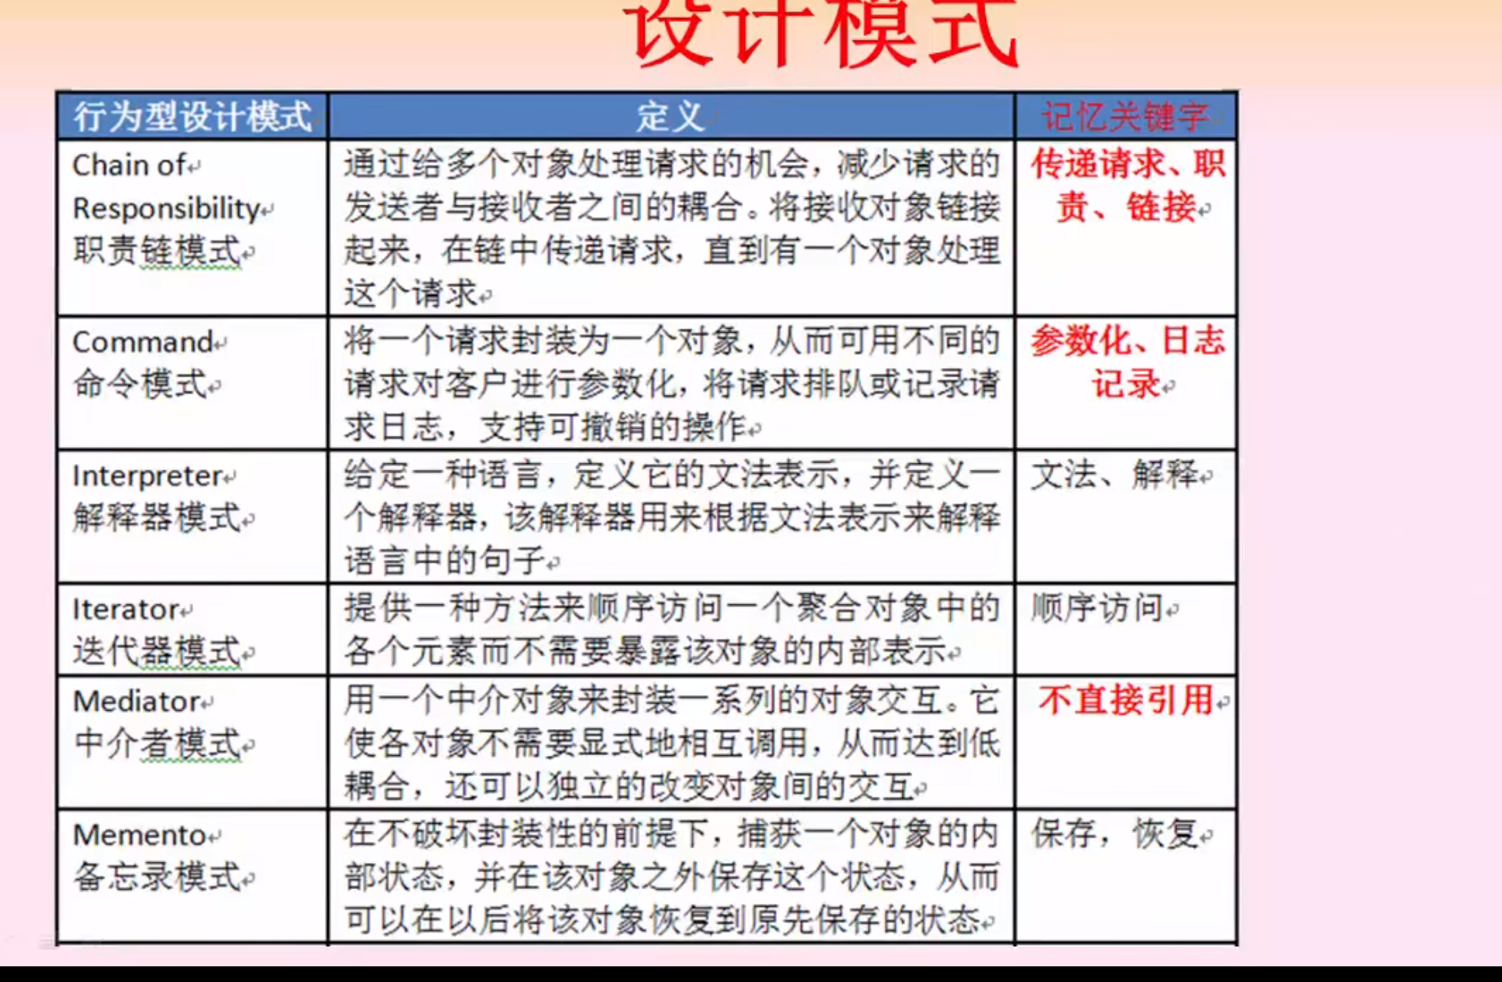 设计模式
行为型设计模式
定义
记忆关键字
Chain of
Responsibility
职责链模式
通过给多个对象处理请求的机会，减少请求的
发送者与接收者之间的耦合。将接收对象链接
起来，在链中传递请求，直到有一个对象处理
这个请求
传递请求、职
责、链接
Command
命令模式
将一个请求封装为一个对象，从而可用不同的
请求对客户进行参数化，将请求排队或记录请
求日志，支持可撤销的操作
参数化、日志
记录
Interpreter
解释器模式
给定一种语言，定义它的文法表示，并定义一
个解释器，该解释器用来根据文法表示来解释
语言中的句子
文法、解释
Iterator
迭代器模式
提供一种方法来顺序访问一个聚合对象中的
各个元素而不需要暴露该对象的内部表示
顺序访问
Mediator
中介者模式
用一个中介对象来封装一系列的对象交互。它
使各对象不需要显式地相互调用，从而达到低
耦合，还可以独立的改变对象间的交互
不直接引用
Memento
备忘录模式
在不破坏封装性的前提下，捕获一个对象的内
部状态，并在该对象之外保存这个状态，从而
可以在以后将该对象恢复到原先保存的状态
保存，恢复